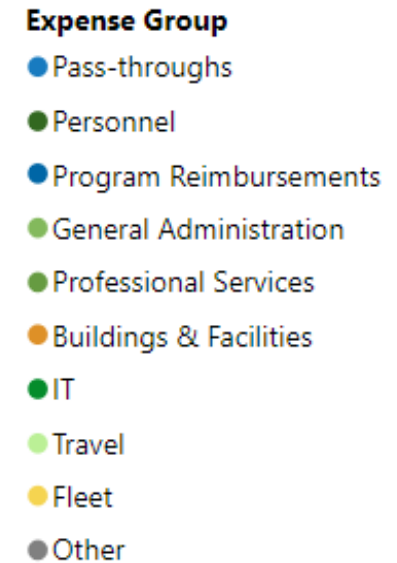 Expense Group
Pass-throughs
Personnel
Program Reimbursements
General Administration
Professional Services
Buildings & Facilities
IT
Travel
Fleet
Other